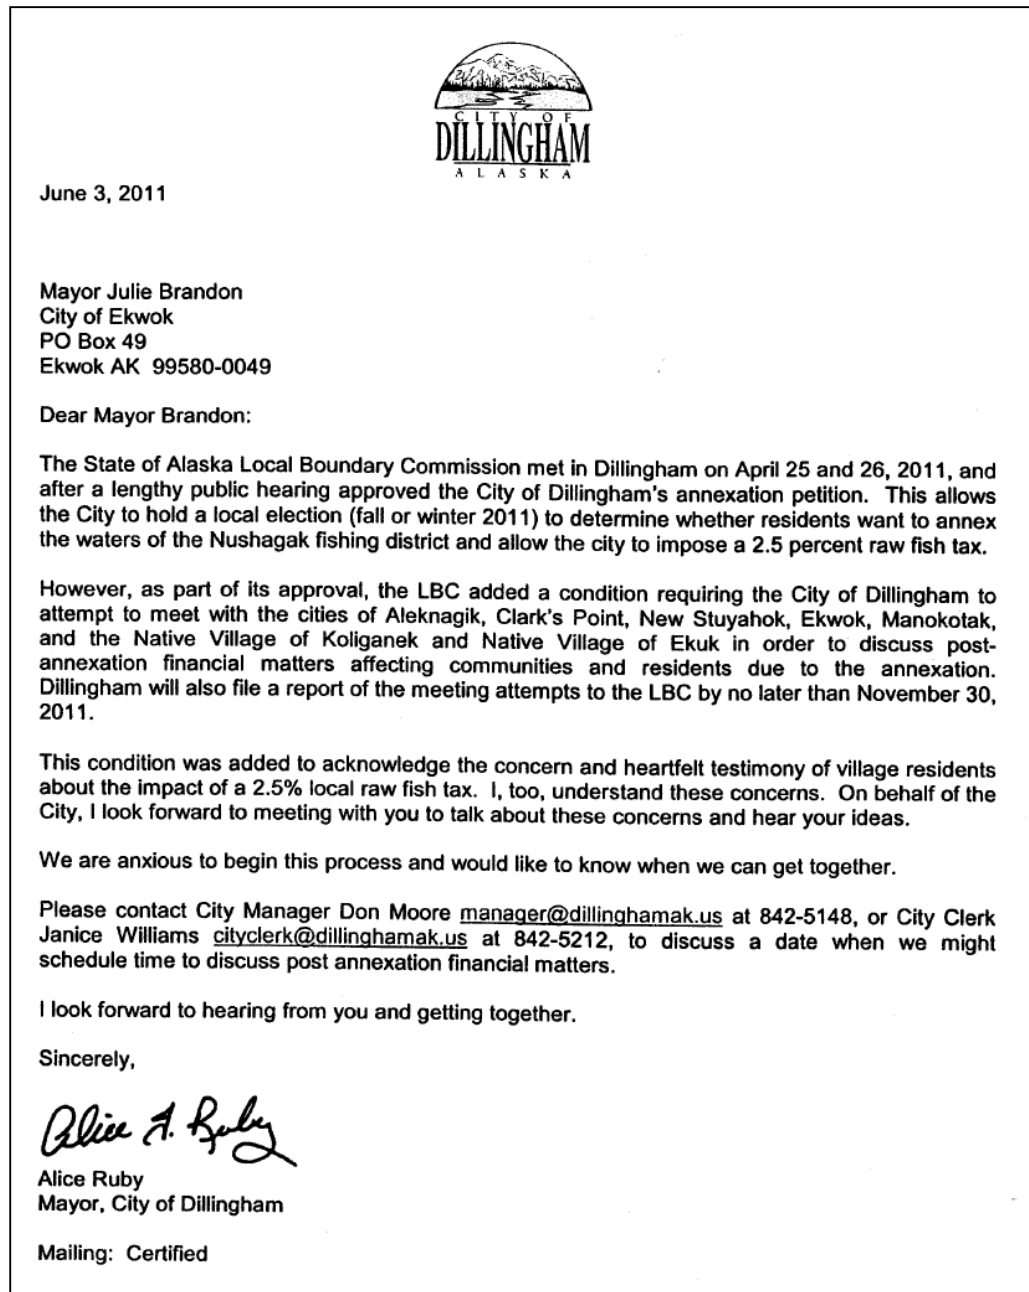 CITY OF
DILLINGHAM
ALASKA
June 3, 2011
Mayor Julie Brandon
City of Ekwok
PO Box 49
Ekwok AK 99580-0049
Dear Mayor Brandon:
The State of Alaska Local Boundary Commission met in Dillingham on April 25 and 26, 2011, and
after a lengthy public hearing approved the City of Dillingham's annexation petition. This allows
the City to hold a local election (fall or winter 2011) to determine whether residents want to annex
the waters of the Nushagak fishing district and allow the city to impose a 2.5 percent raw fish tax.
However, as part of its approval, the LBC added a condition requiring the City of Dillingham to
attempt to meet with the cities of Aleknagik, Clark's Point, New Stuyahok, Ekwok, Manokotak,
and the Native Village of Koliganek and Native Village of Ekuk in order to discuss post-
annexation financial matters affecting communities and residents due to the annexation.
Dillingham will also file a report of the meeting attempts to the LBC by no later than November 30,
2011.
This condition was added to acknowledge the concern and heartfelt testimony of village residents
about the impact of a 2.5% local raw fish tax. I, too, understand these concerns. On behalf of the
City, I look forward to meeting with you to talk about these concerns and hear your ideas.
We are anxious to begin this process and would like to know when we can get together.
Please contact City Manager Don Moore manager@dillinghamak.us at 842-5148, or City Clerk
Janice Williams cityclerk@dillinghamak.us at 842-5212, to discuss a date when we might
schedule time to discuss post annexation financial matters.
I look forward to hearing from you and getting together.
Sincerely,
Alice A. Ruby
Alice Ruby
Mayor, City of Dillingham
Mailing: Certified